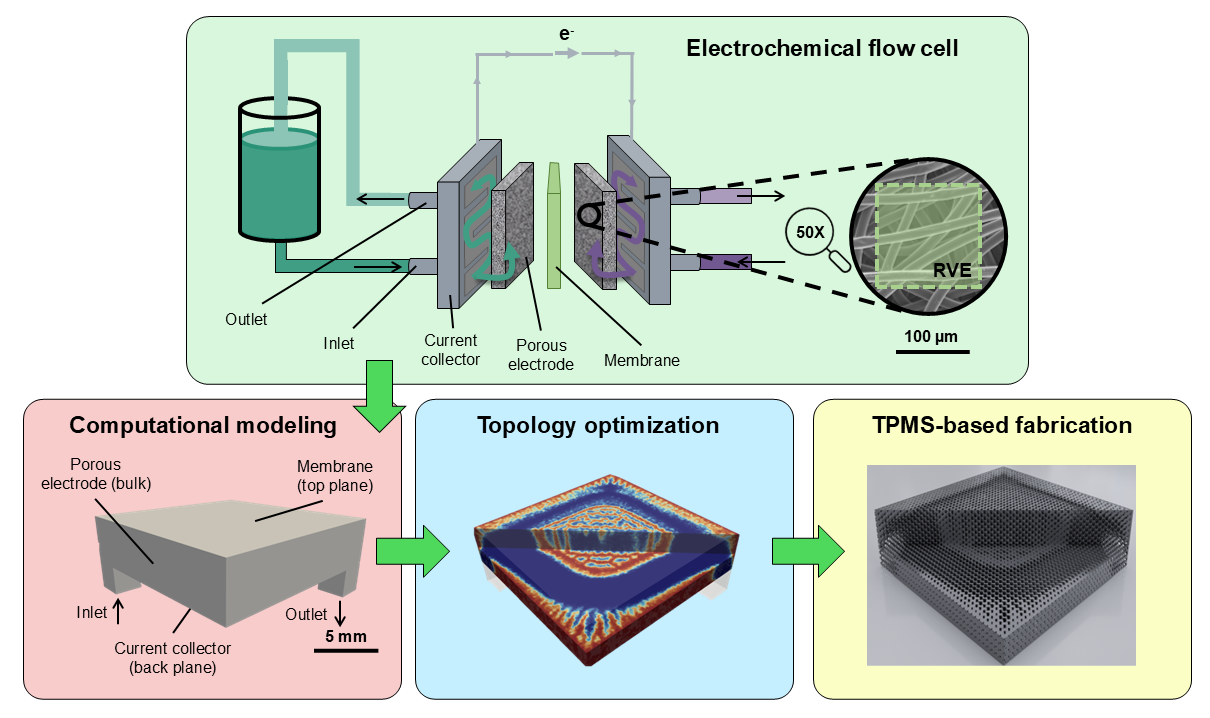 Electrochemical flow cell
e-
50X
RVE
100 µm
Outlet
Inlet
Current
collector
Porous
electrode
Membrane
Computational modeling
Porous
electrode (bulk)
Membrane
(top plane)
Inlet
Outlet
5 mm
Current collector
(back plane)
Topology optimization
TPMS-based fabrication